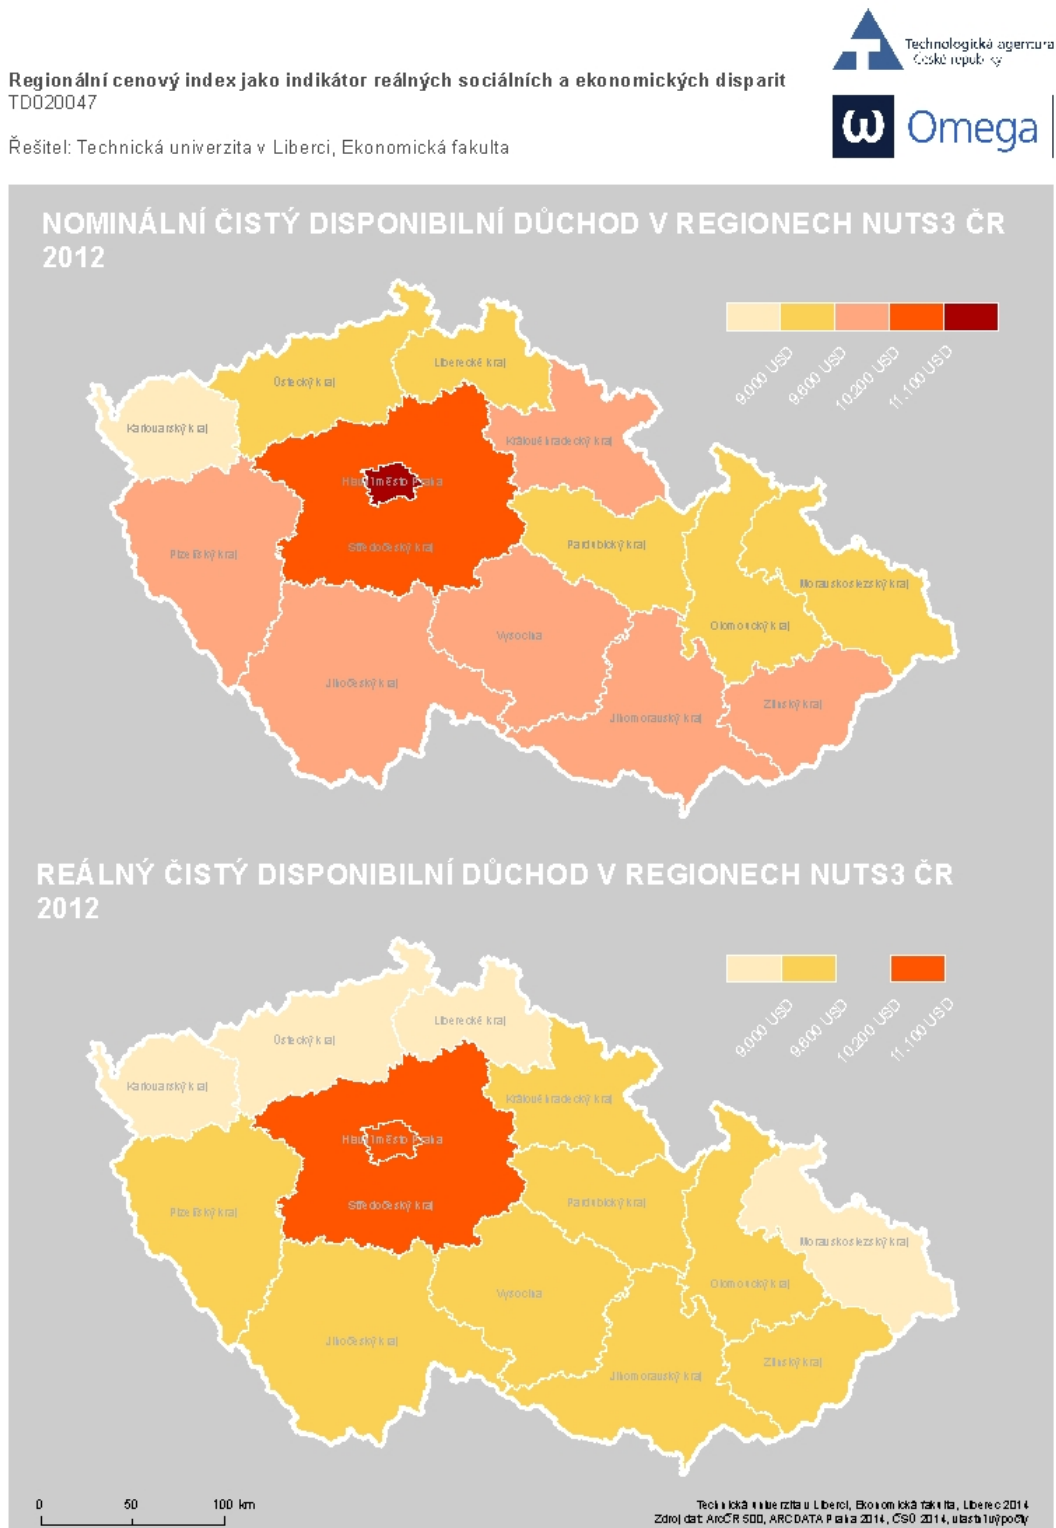 Technologická agentura
České republiky
Regionální cenový index jako indikátor reálných sociálních a ekonomických disparit
TD020047
Omega
Řešitel: Technická univerzita v Liberci, Ekonomická fakulta
NOMINÁLNÍ ČISTÝ DISPONIBILNÍ DŮCHOD V REGIONECH NUTS3 ČR
2012
9.000 USD
9.600 USD
10.200 USD
11.100 USD
Liberecký kraj
Ústecký kraj
Karlovarský kraj
Královéhradecký kraj
Hlavní město Praha
Plzeňský kraj
Středočeský kraj
Pardubický kraj
Moravskoslezský kraj
Olomoucký kraj
Vysočina
Jihočeský kraj
Zlínský kraj
Jihomoravský kraj
REÁLNÝ ČISTÝ DISPONIBILNÍ DŮCHOD V REGIONECH NUTS3 ČR
2012
9.000 USD
9.600 USD
10.200 USD
11.100 USD
Liberecký kraj
Ústecký kraj
Karlovarský kraj
Královéhradecký kraj
Hlavní město Praha
Plzeňský kraj
Středočeský kraj
Pardubický kraj
Moravskoslezský kraj
Olomoucký kraj
Vysočina
Jihočeský kraj
Zlínský kraj
Jihomoravský kraj
0 50 100 km
Technická univerzita v Liberci, Ekonomická fakulta, Liberec 2014
Zdroj dat: ArcČR 500, ARCDATA Praha 2014, ČSÚ 2014, vlastní výpočty